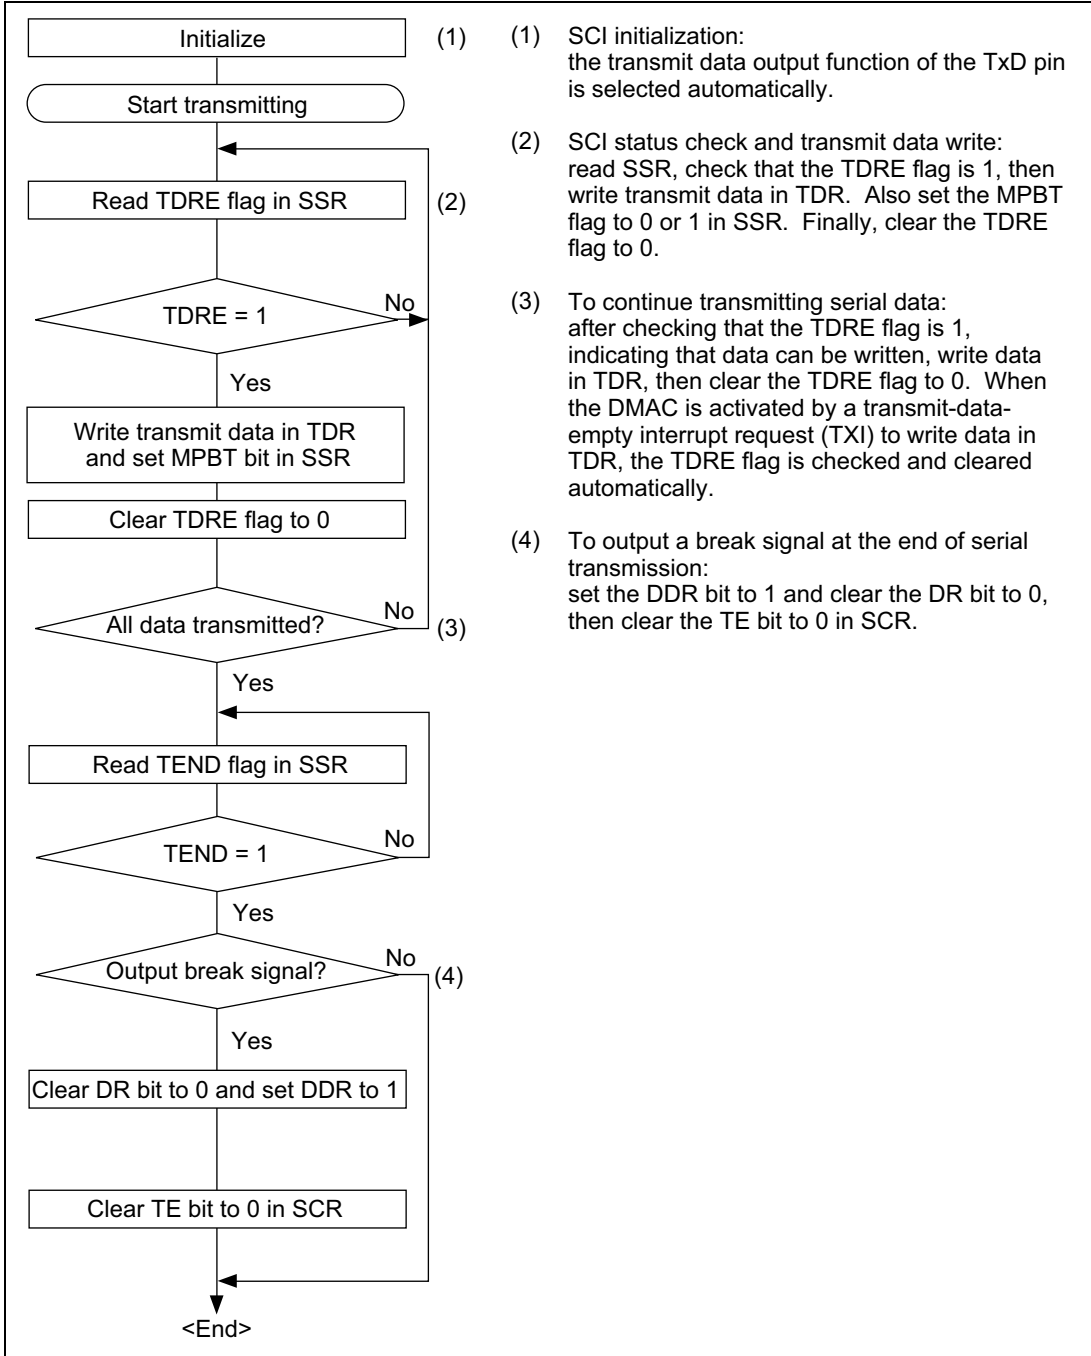 Initialize
(1)
Start transmitting
Read TDRE flag in SSR
(2)
TDRE = 1
No
Yes
Write transmit data in TDR
and set MPBT bit in SSR
Clear TDRE flag to 0
All data transmitted?
No
(3)
Yes
Read TEND flag in SSR
TEND = 1
No
Yes
Output break signal?
No
(4)
Yes
Clear DR bit to 0 and set DDR to 1
Clear TE bit to 0 in SCR
<End>
(1) SCI initialization:
the transmit data output function of the TxD pin
is selected automatically.
(2) SCI status check and transmit data write:
read SSR, check that the TDRE flag is 1, then
write transmit data in TDR. Also set the MPBT
flag to 0 or 1 in SSR. Finally, clear the TDRE
flag to 0.
(3) To continue transmitting serial data:
after checking that the TDRE flag is 1,
indicating that data can be written, write data
in TDR, then clear the TDRE flag to 0. When
the DMAC is activated by a transmit-data-
empty interrupt request (TXI) to write data in
TDR, the TDRE flag is checked and cleared
automatically.
(4) To output a break signal at the end of serial
transmission:
set the DDR bit to 1 and clear the DR bit to 0,
then clear the TE bit to 0 in SCR.